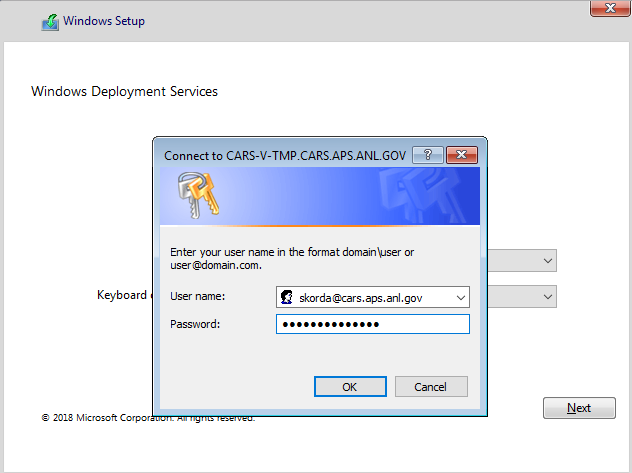 Windows Setup
Windows Deployment Services
Connect to CARS-V-TMP.CARS.APS.ANL.GOV
Enter your user name in the format domain\user or
user@domain.com.
User name:
skorda@cars.aps.anl.gov
Keyboard
Password:
●●●●●●●●●●●●●●
OK
Cancel
Next
© 2018 Microsoft Corporation. All rights reserved.